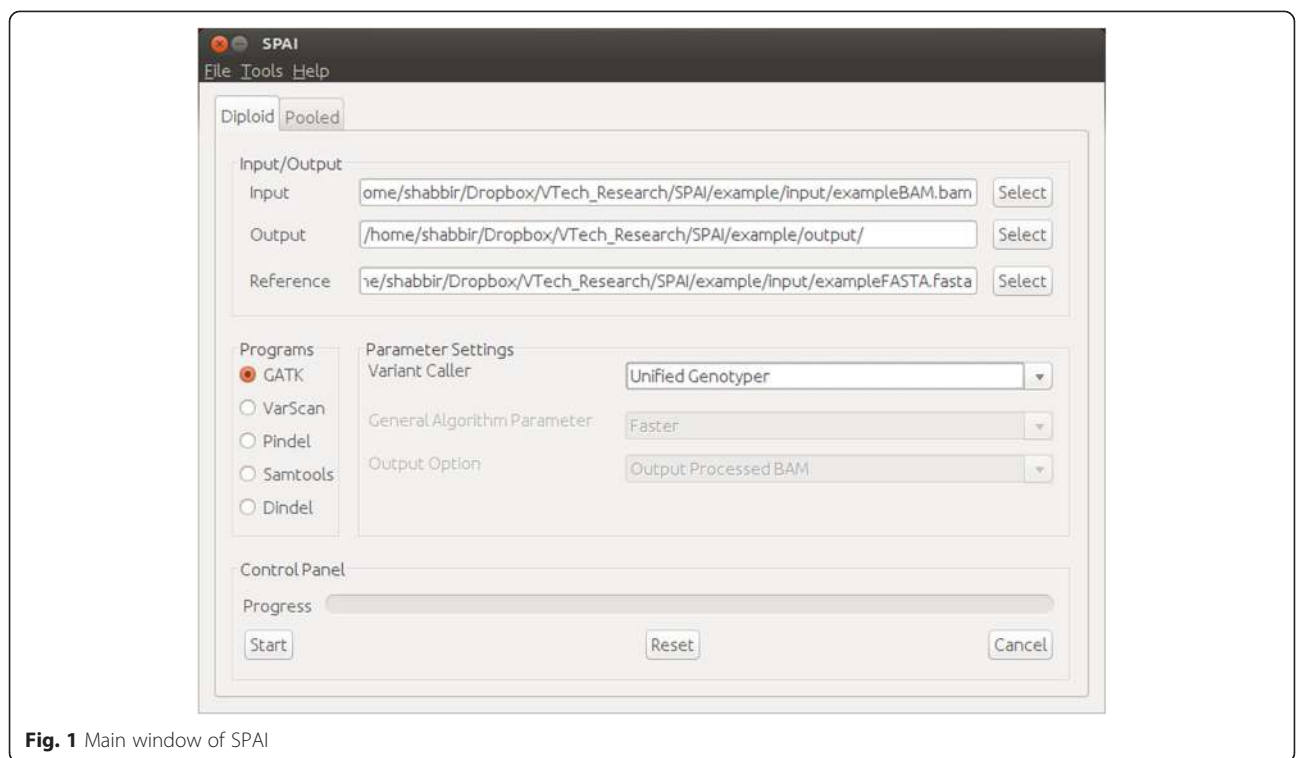 SPAI
File Tools Help
Diploid Pooled
Input/Output
Input ome/shabbir/Dropbox/VTech_Research/SPAI/example/input/exampleBAM.bam Select
Output /home/shabbir/Dropbox/VTech_Research/SPAI/example/output/ Select
Reference ne/shabbir/Dropbox/VTech_Research/SPAI/example/input/exampleFASTA.fasta Select
Programs Parameter Settings
GATK Variant Caller Unified Genotyper
VarScan General Algorithm Parameter Faster
Pindel
Samtools Output Option Output Processed BAM
Dindel
Control Panel
Progress
Start Reset Cancel
Fig. 1 Main window of SPAI